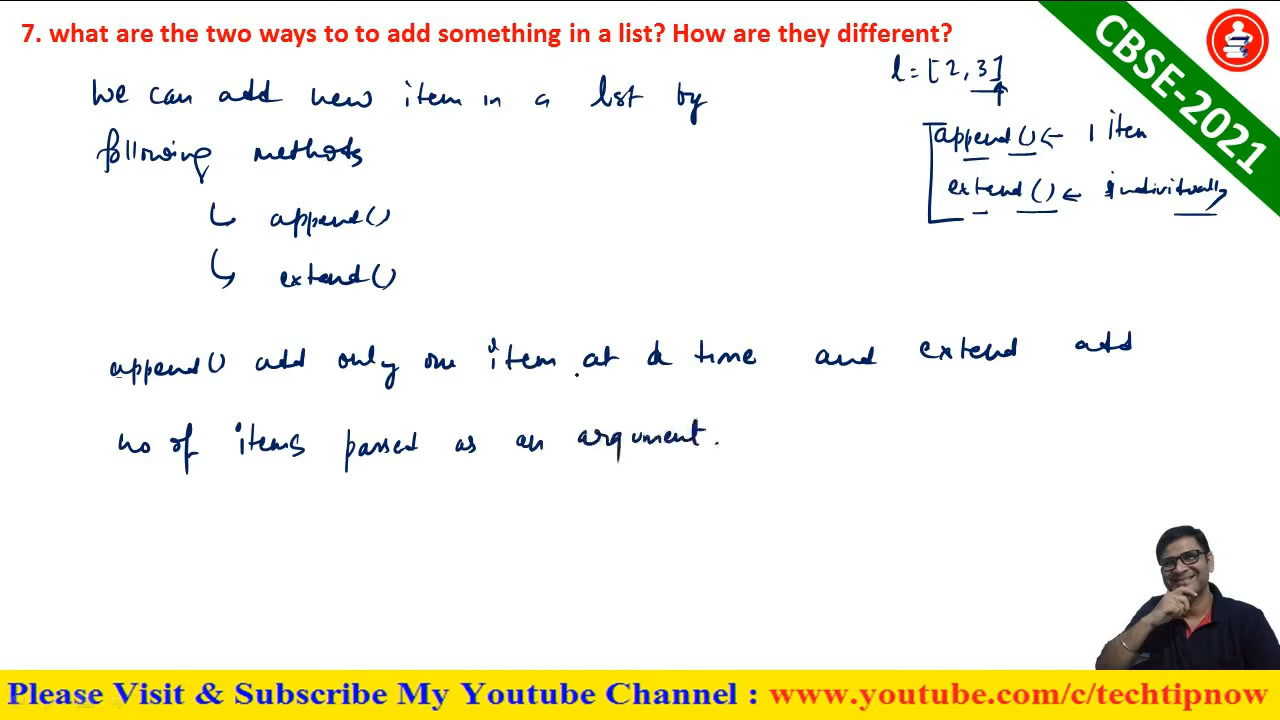 7. what are the two ways to to add something in a list? How are they different?
We can add new item in a list by
following methods
↳ append()
↳ extend()
append() add only one item at a time and extend add
no of items passed as an argument.
l = [2, 3]
append() ← 1 item
extend() ← individually
CBSE-2021
Please Visit & Subscribe My Youtube Channel : www.youtube.com/c/techtipnow